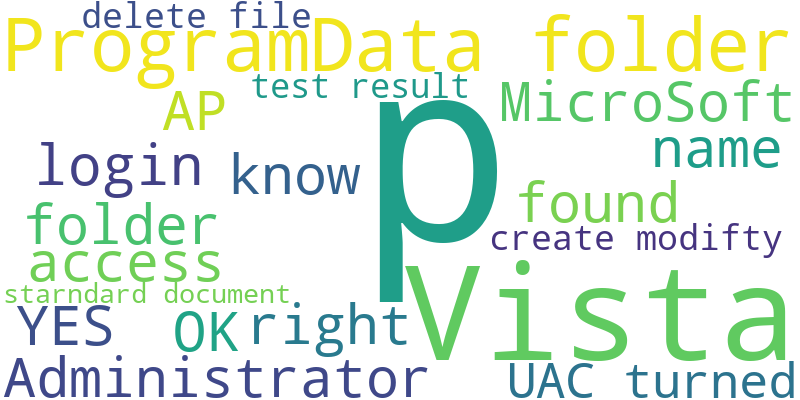 delete file
ProgramData folder
test result
AP
MicroSoft
p
name
login
know
found
folder
create modifty
access
Vista
starndard document
YES
OK
right
Administrator
UAC turned